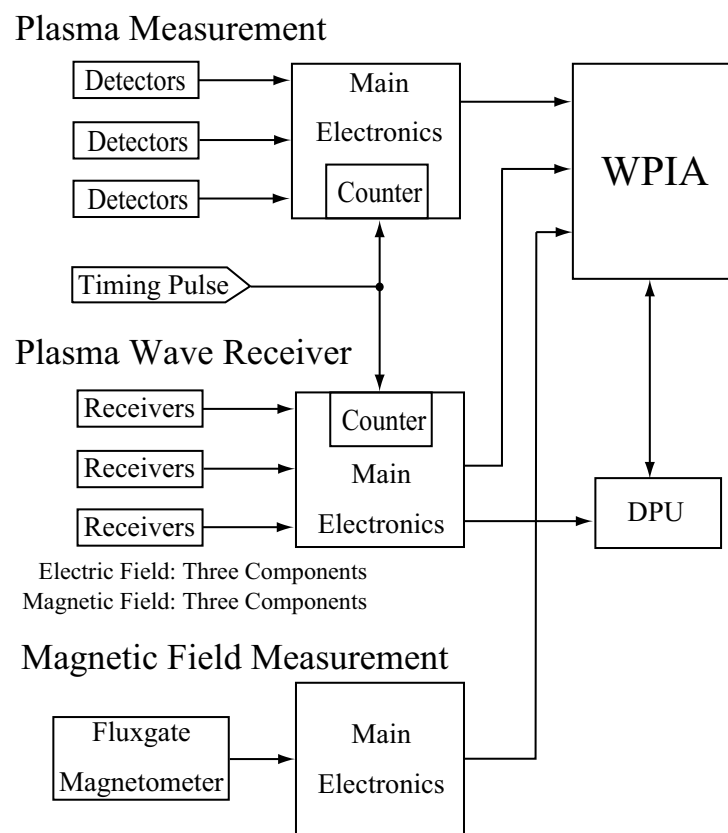 Plasma Measurement
Detectors
Detectors
Detectors
Main
Electronics
Counter
WPIA
Timing Pulse
Plasma Wave Receiver
Receivers
Receivers
Receivers
Counter
Main
Electronics
DPU
Electric Field: Three Components
Magnetic Field: Three Components
Magnetic Field Measurement
Fluxgate
Magnetometer
Main
Electronics